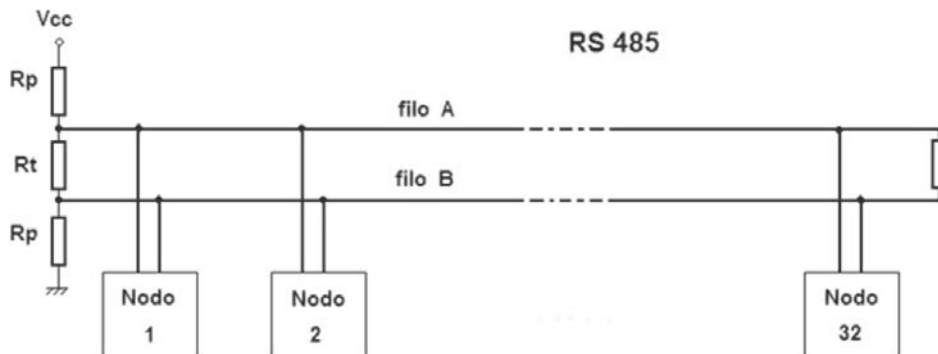 Vcc
RS 485
Rp
filo A
Rt
filo B
Rp
Nodo
1
Nodo
2
Nodo
32